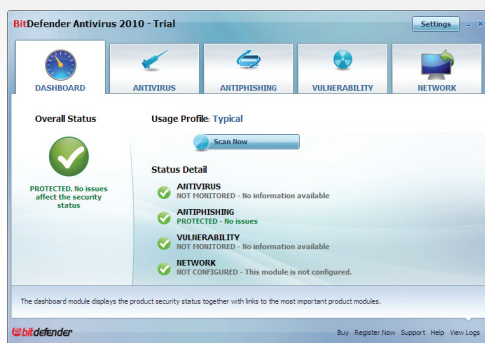 BitDefender Antivirus 2010 - Trial
Settings
DASHBOARD
ANTIVIRUS
ANTIPHISHING
VULNERABILITY
NETWORK
Overall Status
PROTECTED. No issues
affect the security
status
Usage Profile: Typical
Scan Now
Status Detail
ANTIVIRUS
NOT MONITORED - No information available
ANTIPHISHING
PROTECTED - No issues
VULNERABILITY
NOT MONITORED - No information available
NETWORK
NOT CONFIGURED - This module is not configured.
The dashboard module displays the product security status together with links to the most important product modules.
bitdefender
Buy Register Now Support Help View Logs